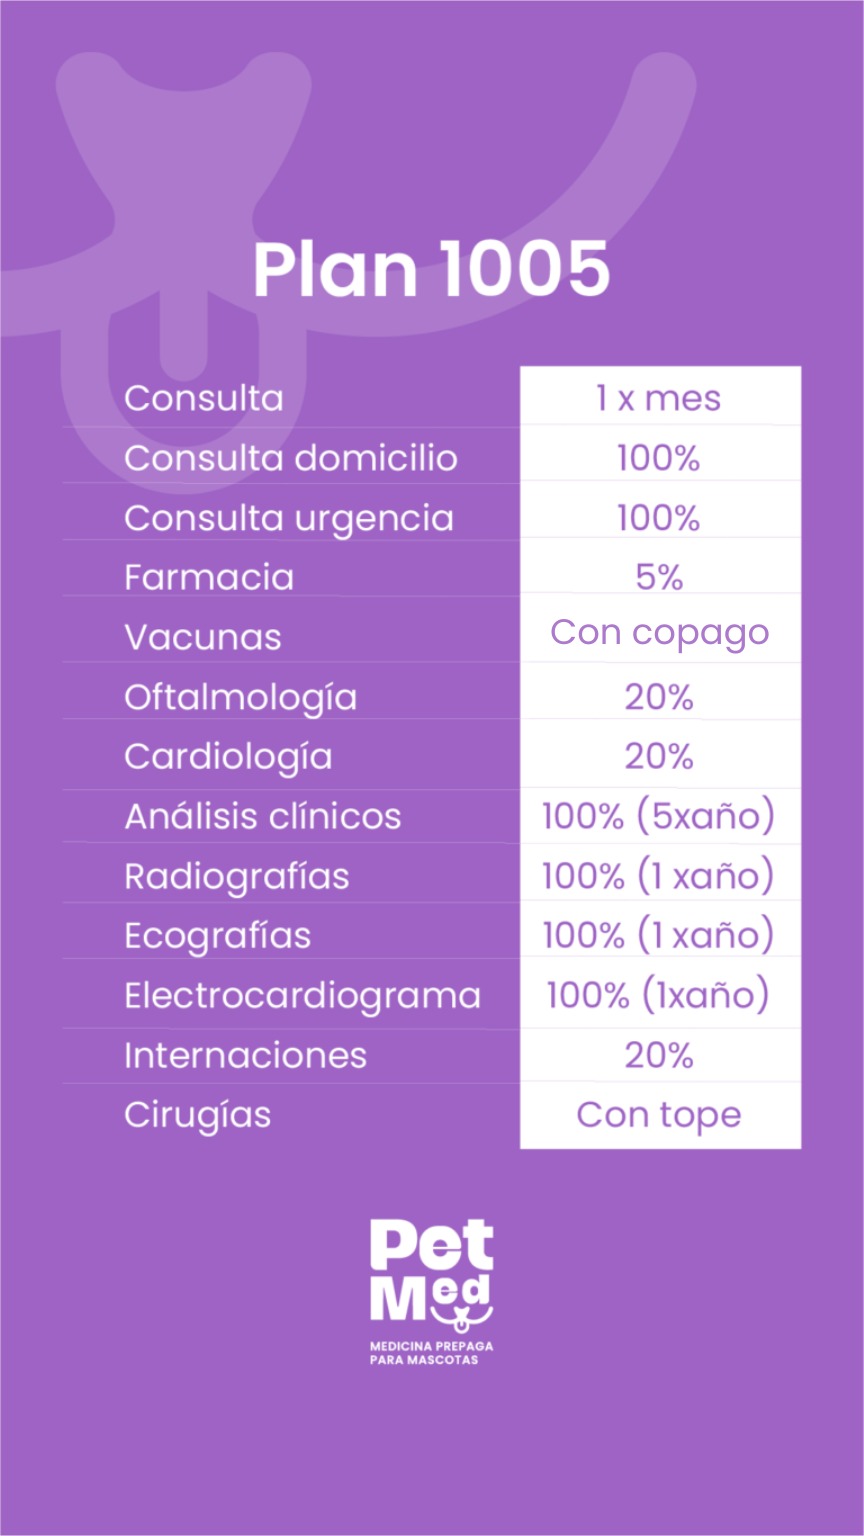 Plan 1005
Consulta 1 x mes
Consulta domicilio 100%
Consulta urgencia 100%
Farmacia 5%
Vacunas Con copago
Oftalmología 20%
Cardiología 20%
Análisis clínicos 100% (5xaño)
Radiografías 100% (1 xaño)
Ecografías 100% (1 xaño)
Electrocardiograma 100% (1xaño)
Internaciones 20%
Cirugías Con tope
Pet
Med
MEDICINA PREPAGA
PARA MASCOTAS